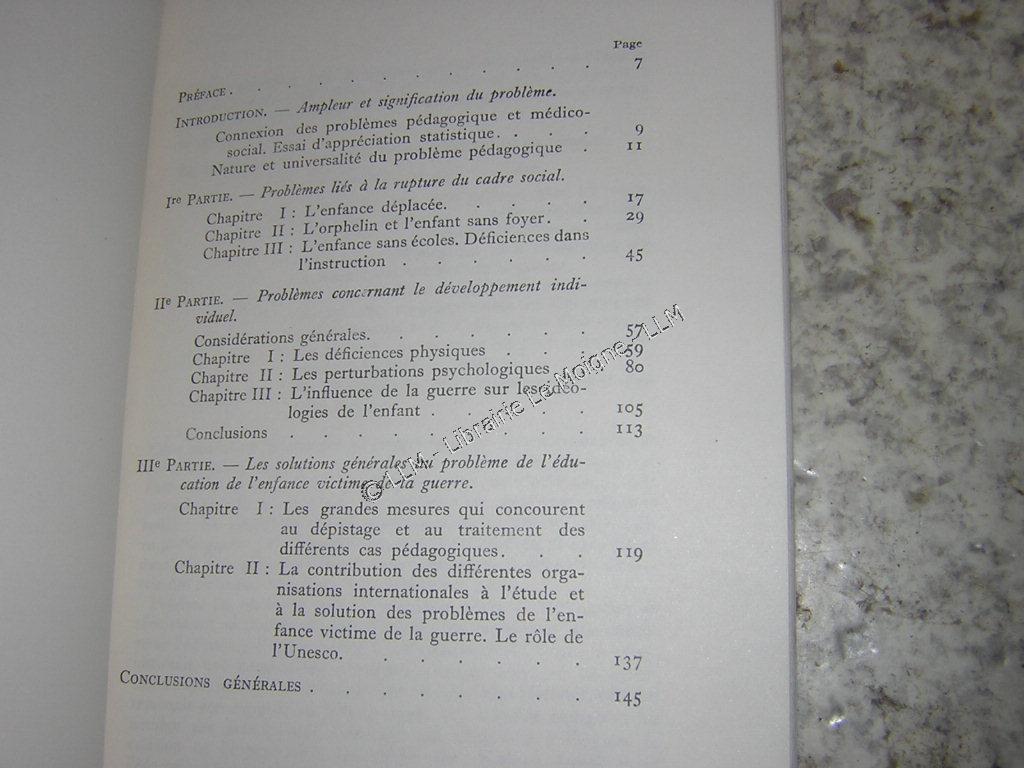 Page
PRÉFACE . . . . . . . . . . 7
INTRODUCTION. — Ampleur et signification du problème.
Connexion des problèmes pédagogique et médico-
social. Essai d'appréciation statistique. . . . 9
Nature et universalité du problème pédagogique . 11
Ire PARTIE. — Problèmes liés à la rupture du cadre social.
Chapitre I : L'enfance déplacée. . . . . 17
Chapitre II : L'orphelin et l'enfant sans foyer. . . 29
Chapitre III : L'enfance sans écoles. Déficiences dans
l'instruction . . . . . . 45
IIe PARTIE. — Problèmes concernant le développement indi-
viduel.
Considérations générales. . . . . . 57
Chapitre I : Les déficiences physiques . . . 59
Chapitre II : Les perturbations psychologiques . . 80
Chapitre III : L'influence de la guerre sur les idéo-
logies de l'enfant . . . . . 105
Conclusions . . . . . . . . 113
IIIe PARTIE. — Les solutions générales au problème de l'édu-
cation de l'enfance victime de la guerre.
Chapitre I : Les grandes mesures qui concourent
au dépistage et au traitement des
différents cas pédagogiques. . . . 119
Chapitre II : La contribution des différentes orga-
nisations internationales à l'étude et
à la solution des problèmes de l'en-
fance victime de la guerre. Le rôle de
l'Unesco. . . . . . . 137
CONCLUSIONS GÉNÉRALES . . . . . . . 145
© LLM - Librairie Le Moigne - LLM